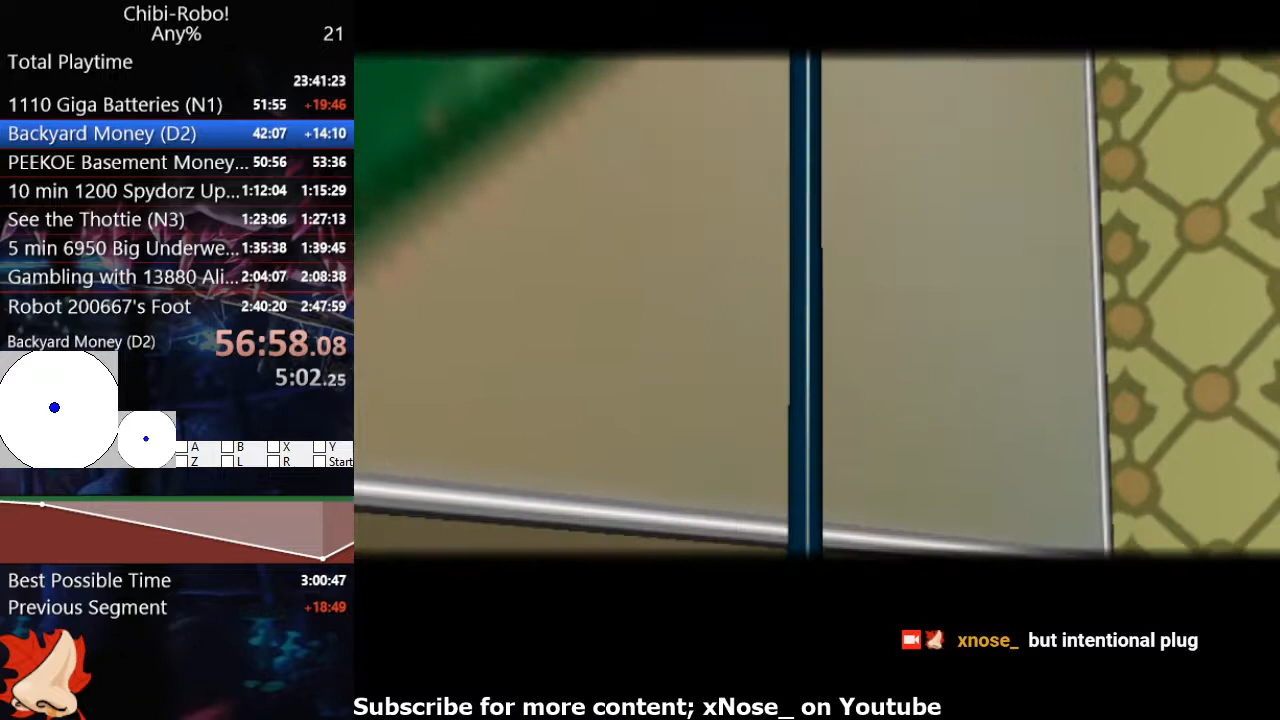 Chibi-Robo!
Any% 21
Total Playtime
23:41:23
1110 Giga Batteries (N1) 51:55 +19:46
Backyard Money (D2) 42:07 +14:10
PEEKOE Basement Money... 50:56 53:36
10 min 1200 Spydorz Up... 1:12:04 1:15:29
See the Thottie (N3) 1:23:06 1:27:13
5 min 6950 Big Underwe... 1:35:38 1:39:45
Gambling with 13880 Ali... 2:04:07 2:08:38
Robot 200667's Foot 2:40:20 2:47:59
Backyard Money (D2) 56:58.08
5:02.25
A B X Y
Z L R Start
Best Possible Time 3:00:47
Previous Segment +18:49
xnose_ but intentional plug
Subscribe for more content; xNose_ on Youtube